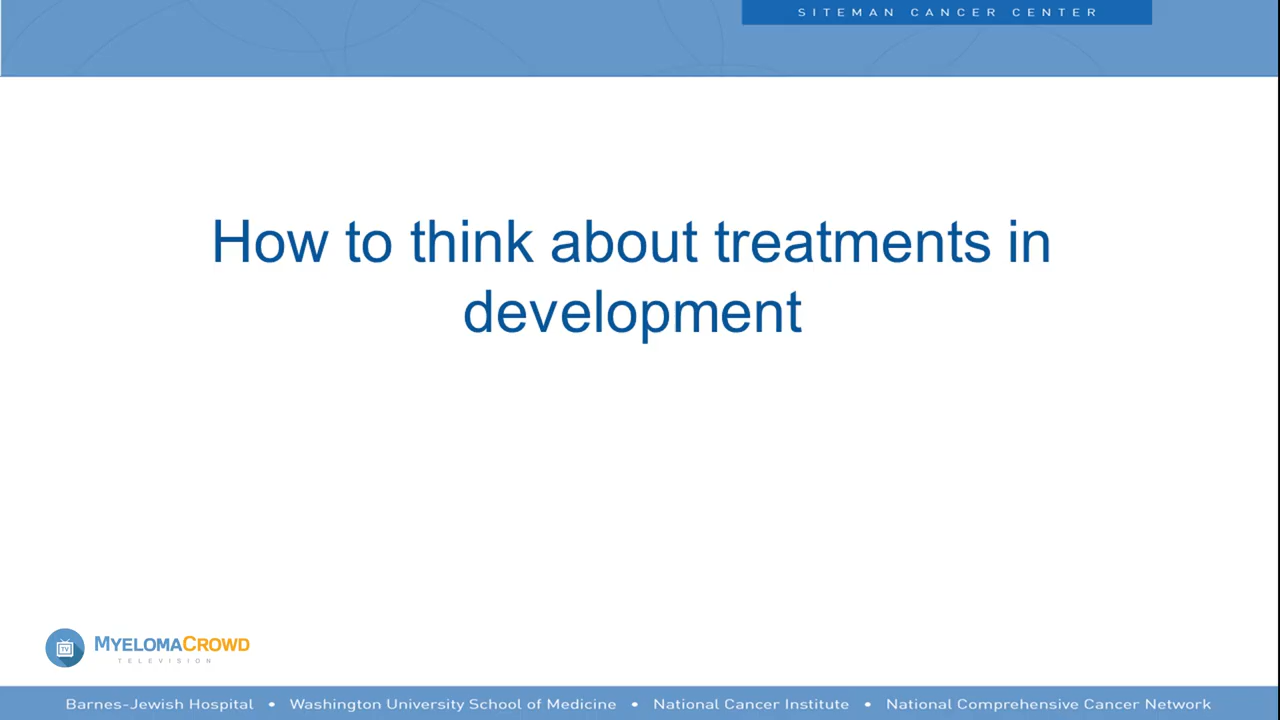 SITEMAN CANCER CENTER
How to think about treatments in
development
TV
MYELOMACROWD
TELEVISION
Barnes-Jewish Hospital • Washington University School of Medicine • National Cancer Institute • National Comprehensive Cancer Network